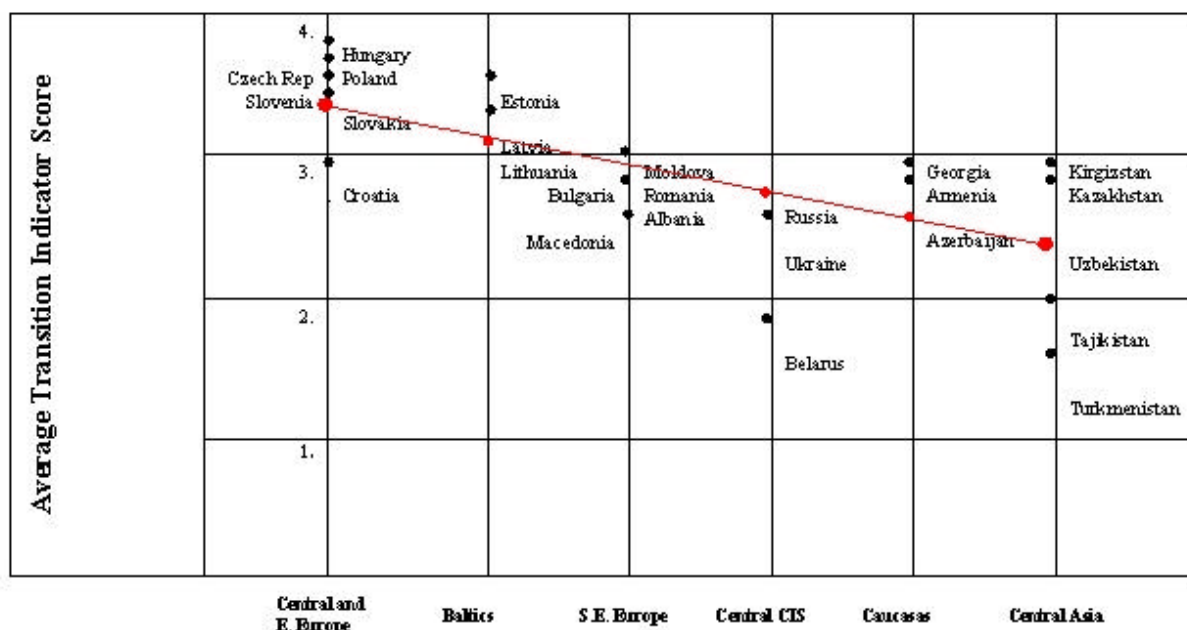 Average Transition Indicator Score
4.
3.
2.
1.
Hungary
Czech Rep Poland
Slovenia
Slovakia
Croatia
Estonia
Latvia
Lithuania
Moldova
Bulgaria Romania
Albania
Macedonia
Russia
Ukraine
Belarus
Georgia
Armenia
Azerbaijan
Kirgizstan
Kazakhstan
Uzbekistan
Tajikistan
Turkmenistan
Central and
E. Europe
Baltics
S.E. Europe
Central CIS
Caucasas
Central Asia